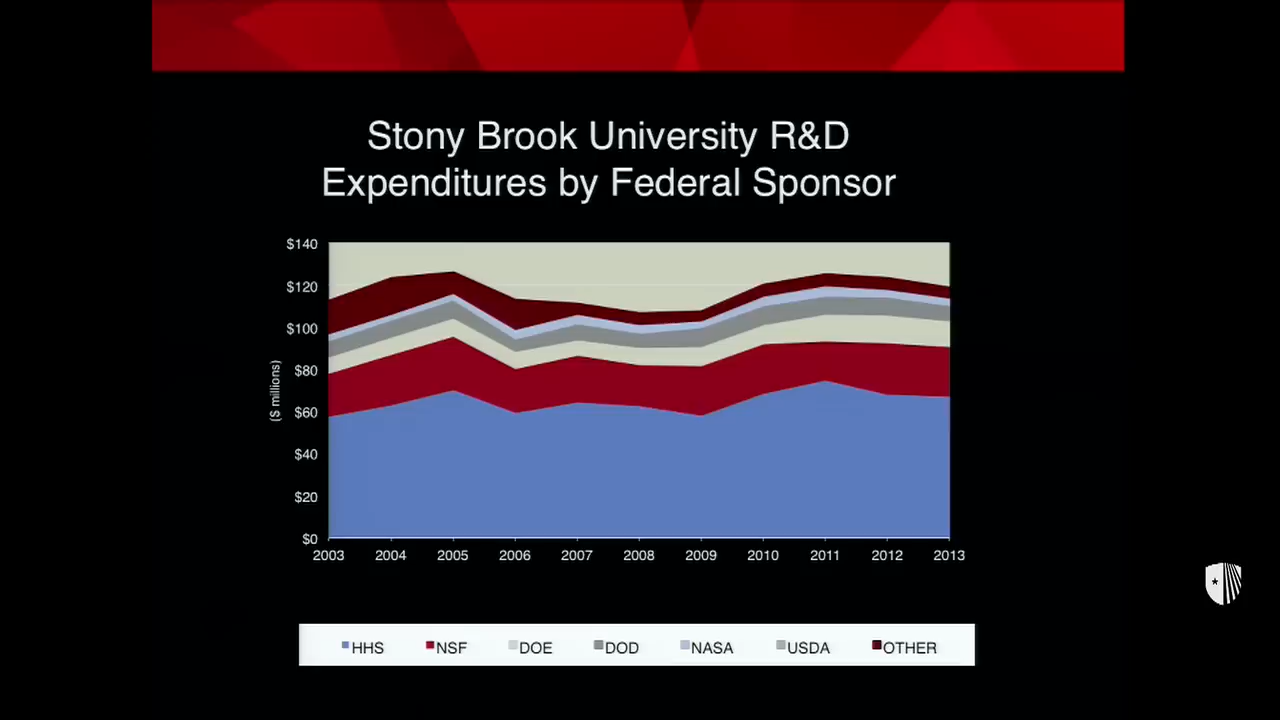 Stony Brook University R&D
Expenditures by Federal Sponsor
$140
$120
$100
$80
$60
$40
$20
$0
($ millions)
2003 2004 2005 2006 2007 2008 2009 2010 2011 2012 2013
HHS NSF DOE DOD NASA USDA OTHER